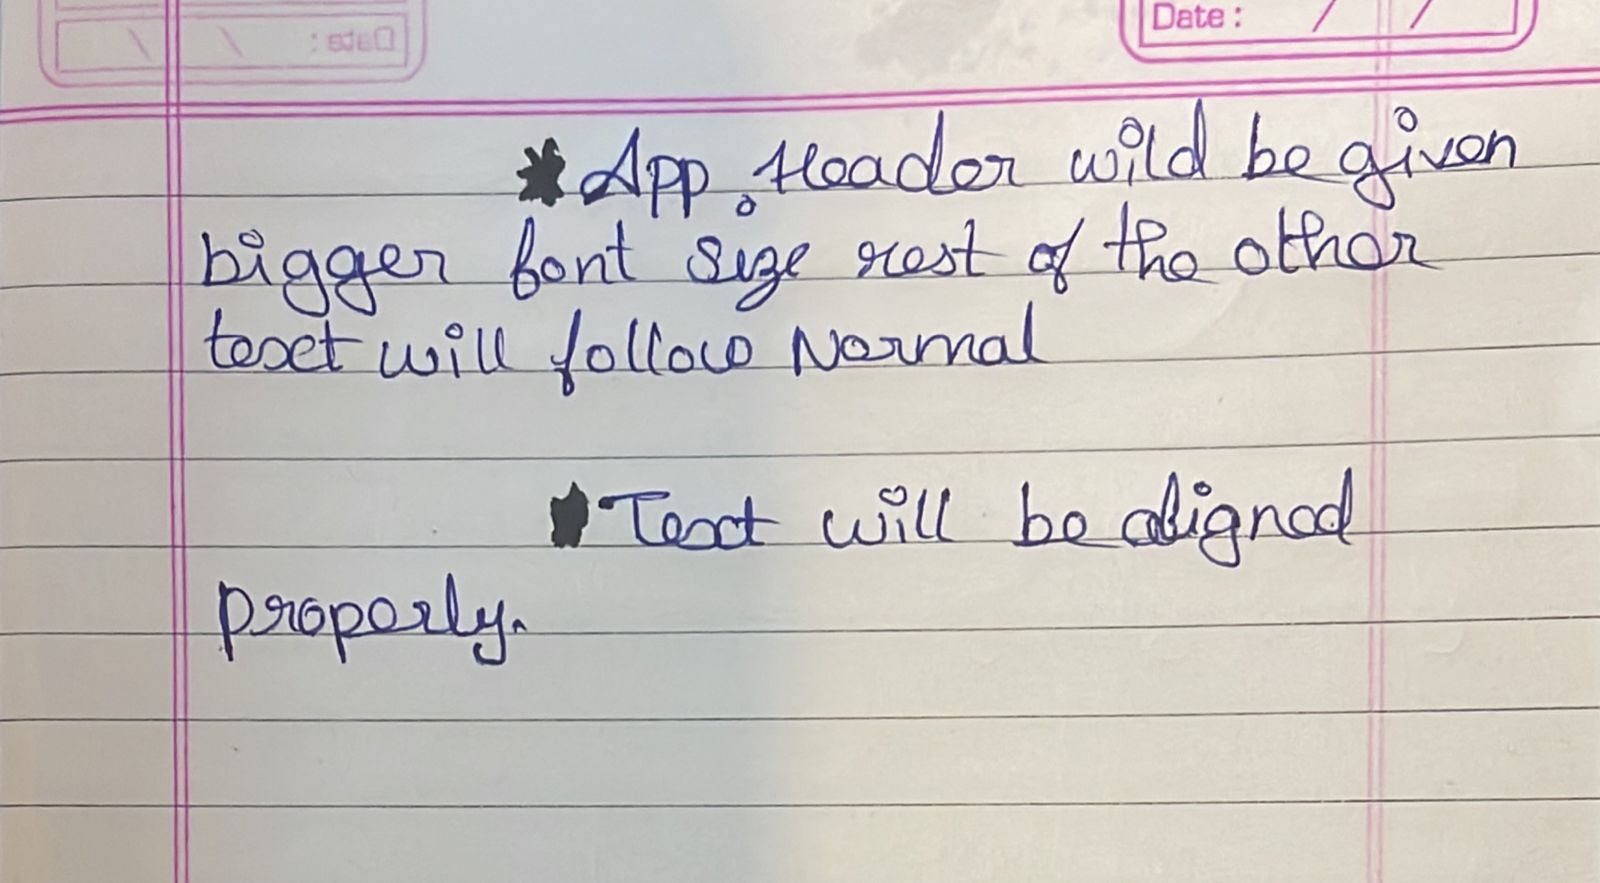 Date : / /
* App. Header wild be given
bigger font size rest of the other
text will follow Normal
Text will be aligned
properly.